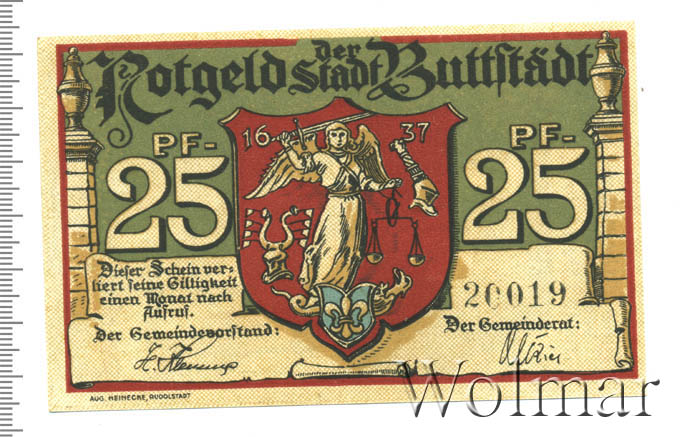 Notgeld der Stadt Buttstädt
16 37
PF- 25
PF- 25
Dieser Schein ver-
liert seine Gilltigkeit
einen Monat nach
Aufruf.
20019
Der Gemeindevorstand:
Der Gemeinderat:
AUG. HEINECKE, RUDOLSTADT
Wolmar